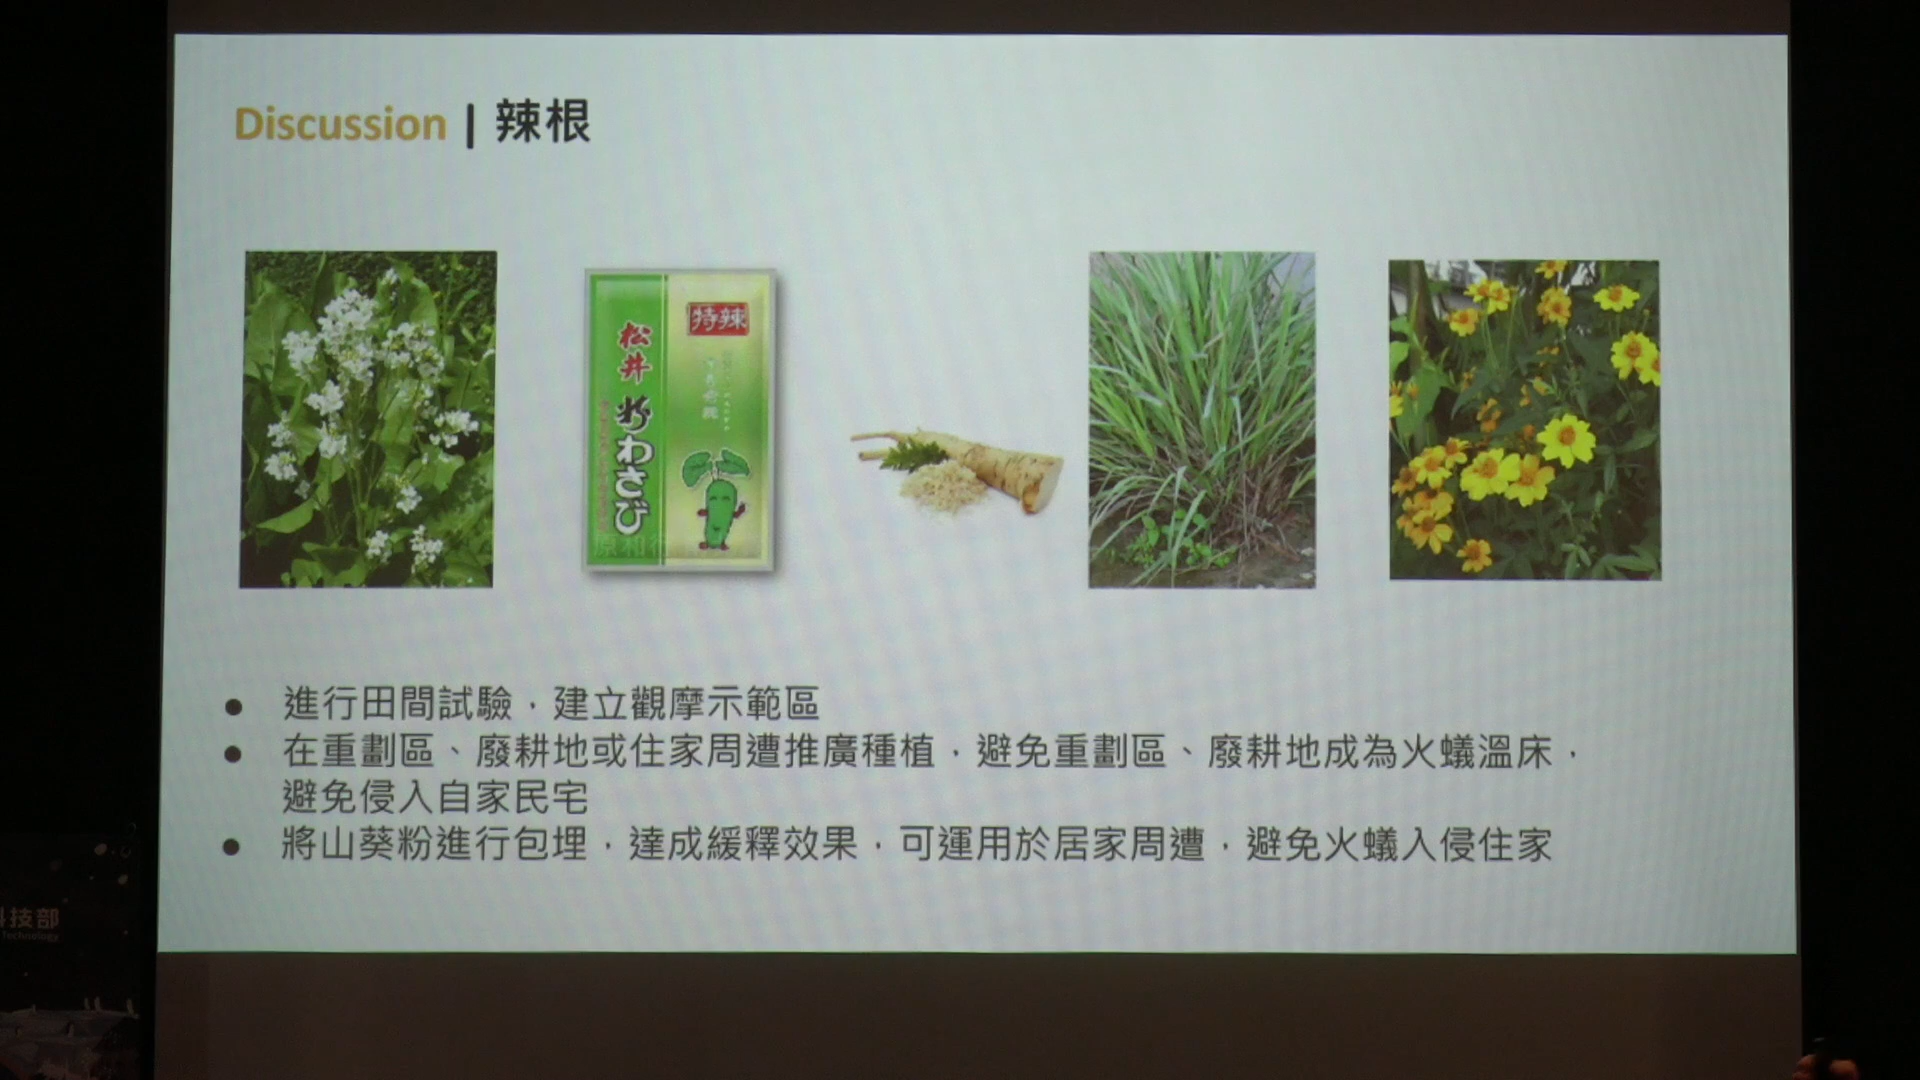 Discussion | 辣根
特辣
松井
粉わさび
● 進行田間試驗，建立觀摩示範區
● 在重劃區、廢耕地或住家周遭推廣種植，避免重劃區、廢耕地成為火蟻溫床，
避免侵入自家民宅
● 將山葵粉進行包埋，達成緩釋效果，可運用於居家周遭，避免火蟻入侵住家
科技部
Technology